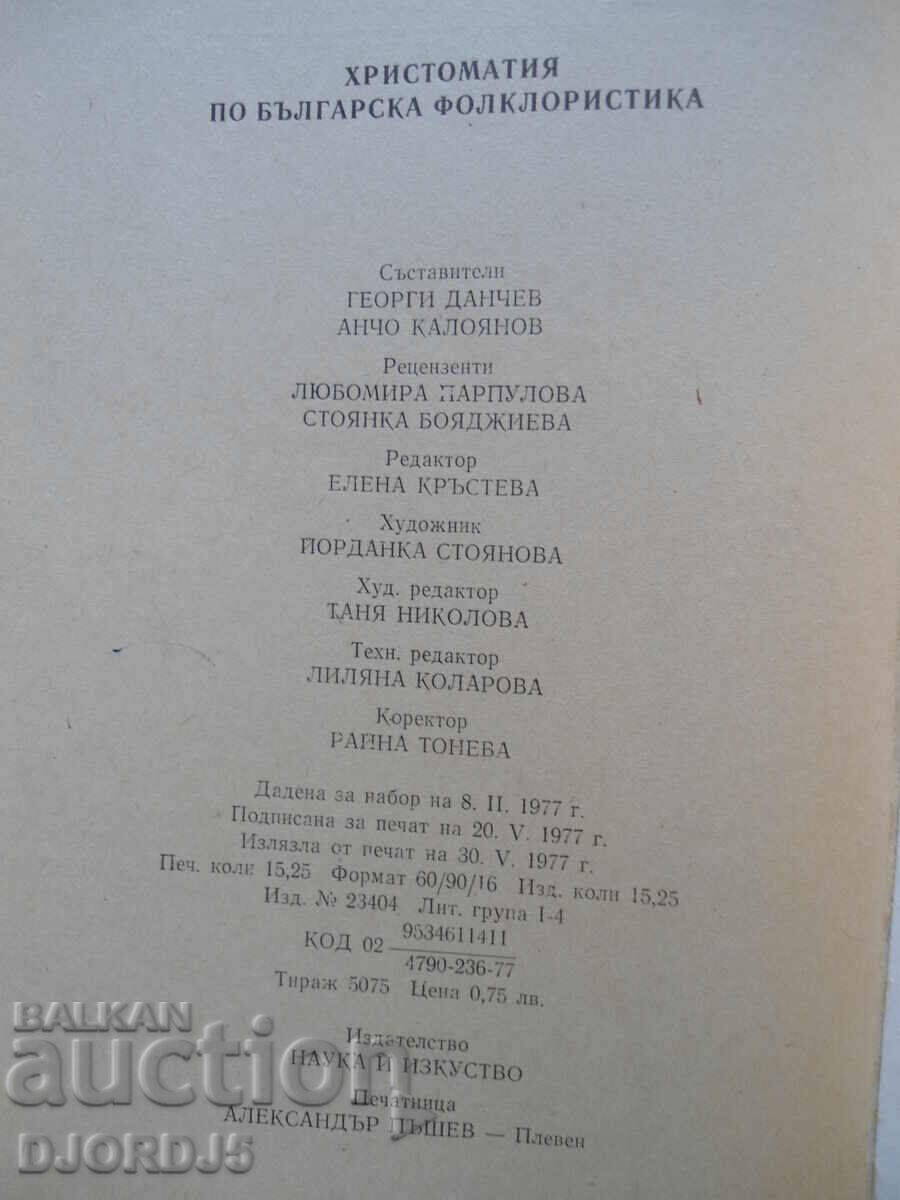 ХРИСТОМАТИЯ
ПО БЪЛГАРСКА ФОЛКЛОРИСТИКА
Съставители
ГЕОРГИ ДАНЧЕВ
АНЧО КАЛОЯНОВ
Рецензенти
ЛЮБОМИРА ПАРПУЛОВА
СТОЯНКА БОЯДЖИЕВА
Редактор
ЕЛЕНА КРЪСТЕВА
Художник
ЙОРДАНКА СТОЯНОВА
Худ. редактор
ТАНЯ НИКОЛОВА
Техн. редактор
ЛИЛЯНА КОЛАРОВА
Коректор
РАЙНА ТОНЕВА
Дадена за набор на 8. II. 1977 г.
Подписана за печат на 20. V. 1977 г.
Излязла от печат на 30. V. 1977 г.
Печ. коли 15,25 Формат 60/90/16 Изд. коли 15,25
Изд. № 23404 Лит. група I-4
КОД 02 9534611411
4790-236-77
Тираж 5075 Цена 0,75 лв.
Издателство
НАУКА И ИЗКУСТВО
Печатница
АЛЕКСАНДЪР ПЪШЕВ — Плевен
BALKAN
auction
DJORDJ5